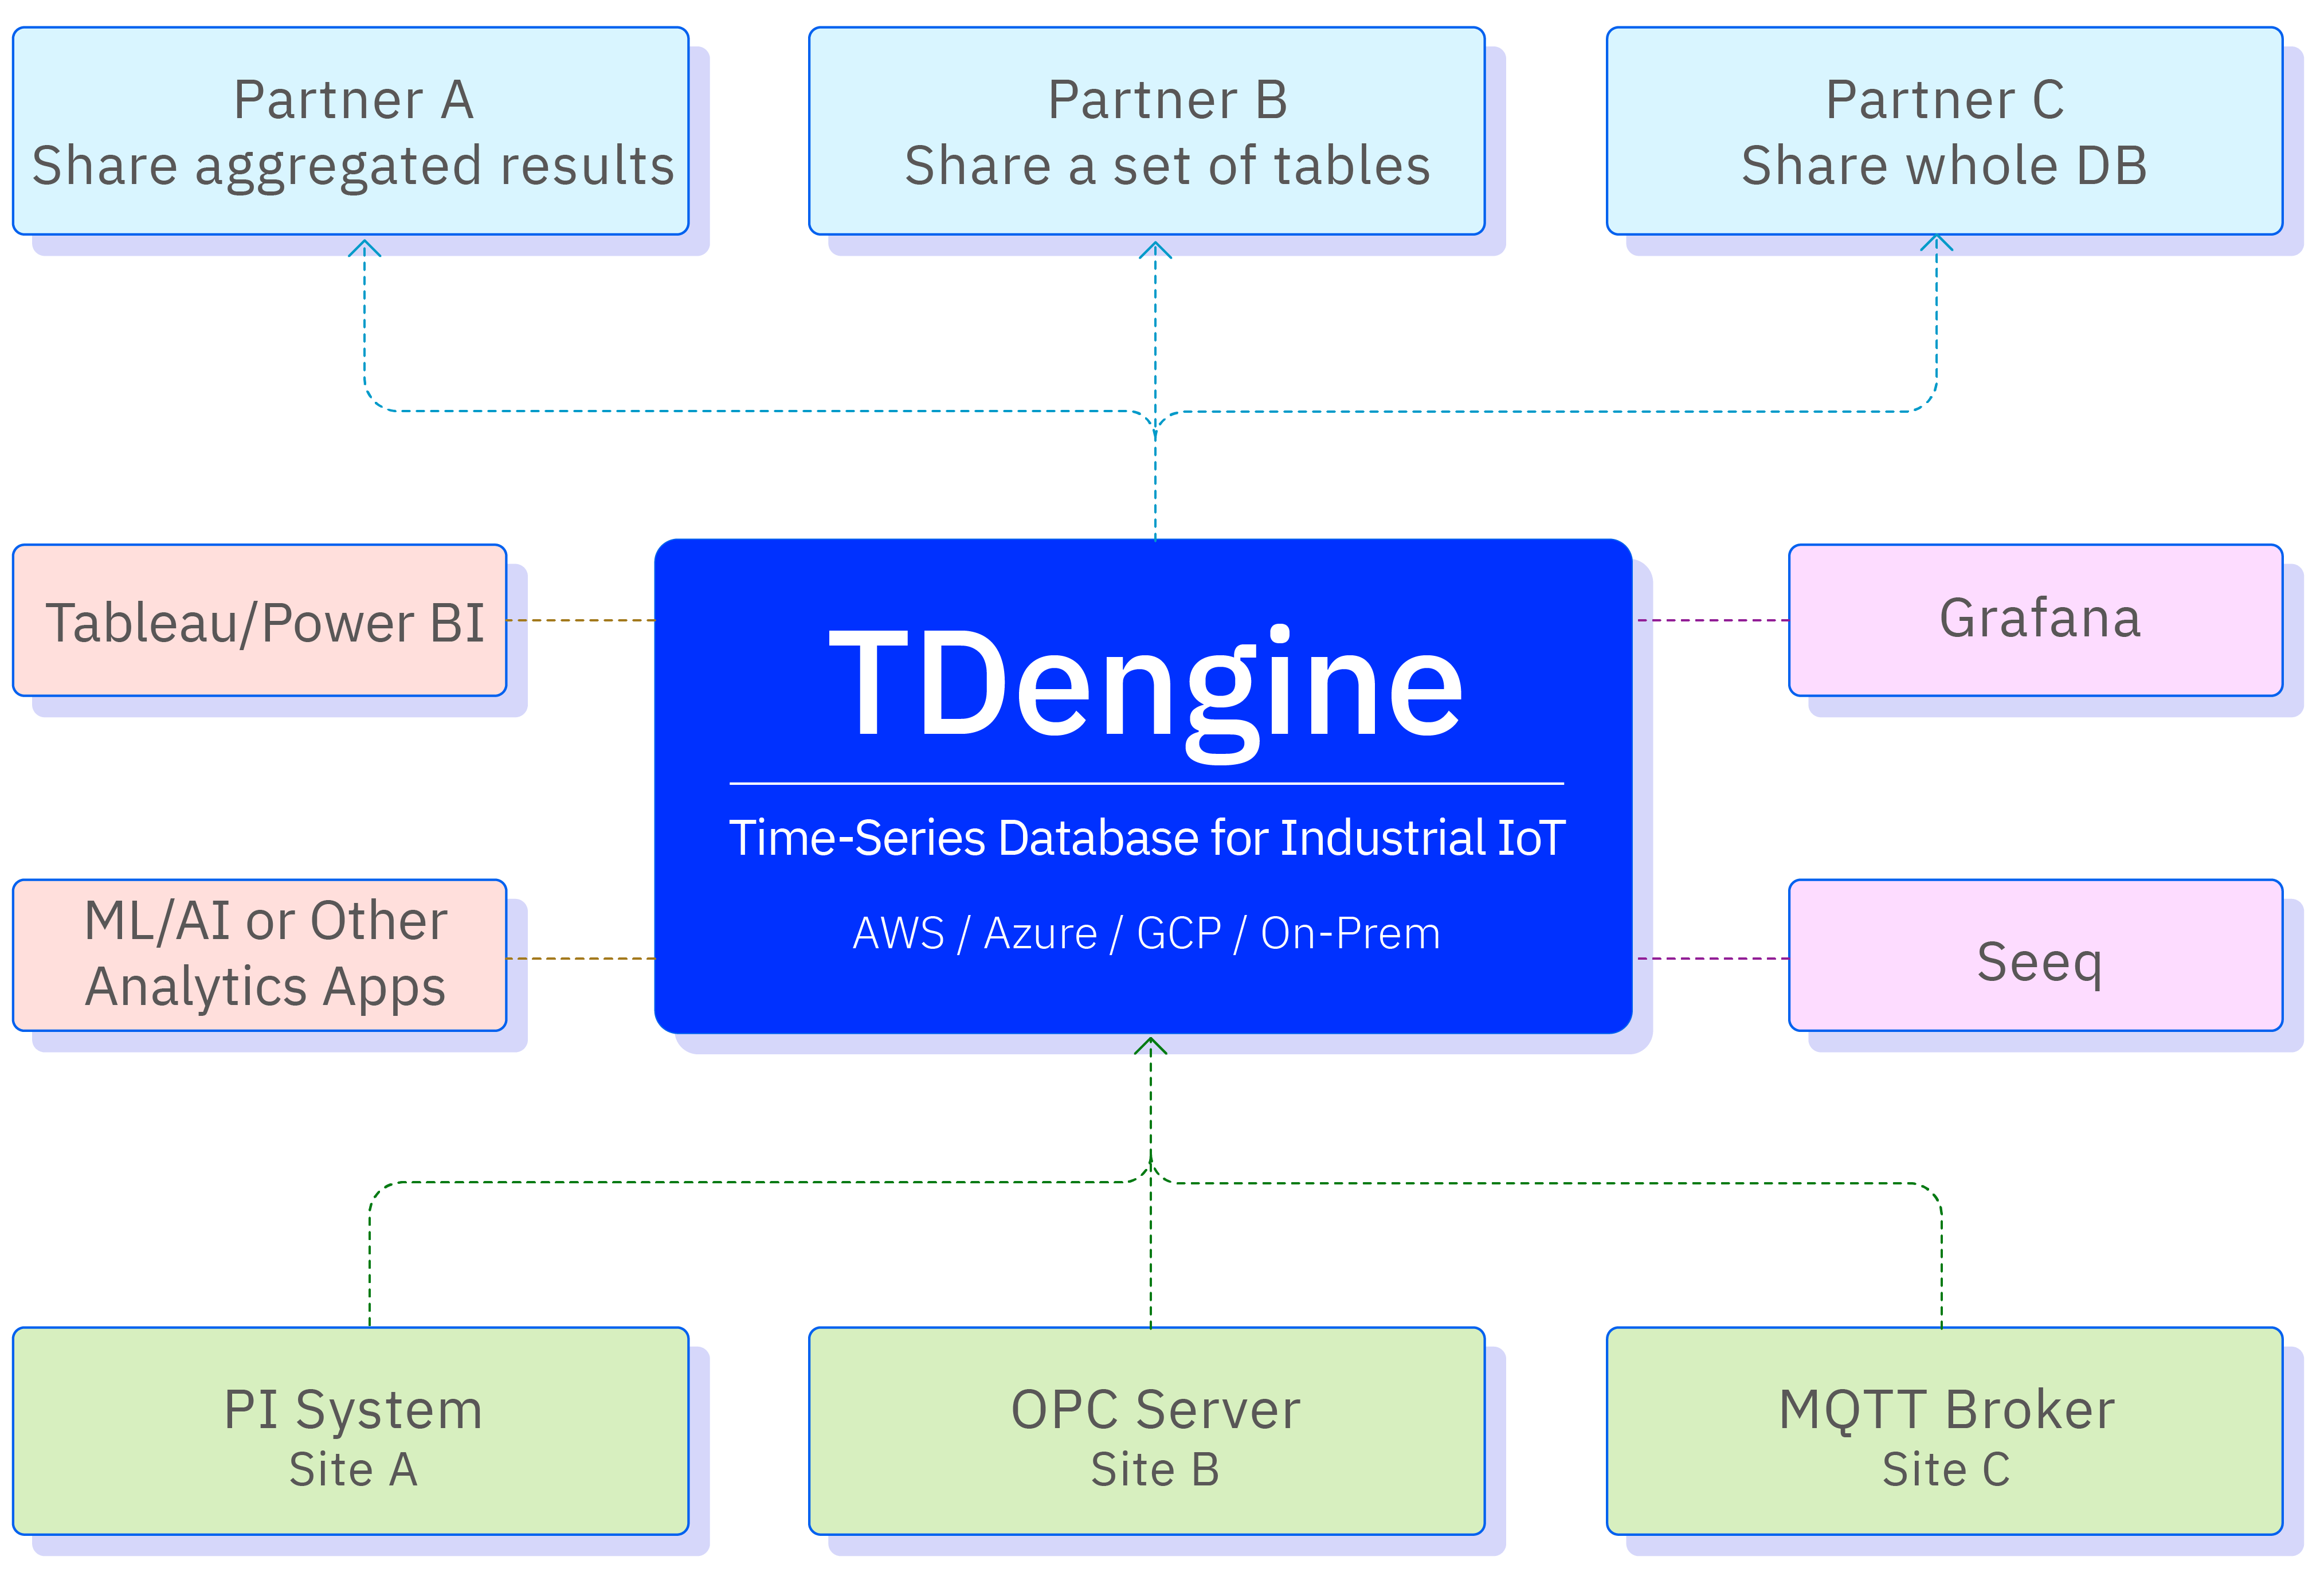 Partner A
Share aggregated results
Partner B
Share a set of tables
Partner C
Share whole DB
Tableau/Power BI
ML/AI or Other
Analytics Apps
TDengine
Time-Series Database for Industrial IoT
AWS / Azure / GCP / On-Prem
Grafana
Seeq
PI System
Site A
OPC Server
Site B
MQTT Broker
Site C